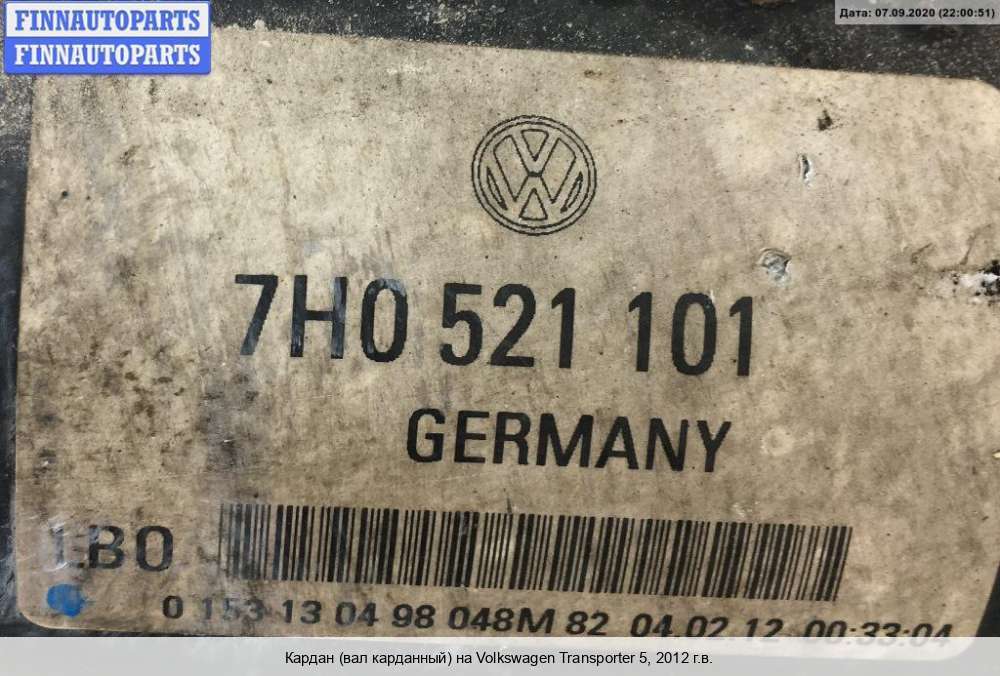 FINNAUTOPARTS
FINNAUTOPARTS
Дата: 07.09.2020 (22:00:51)
7H0 521 101
GERMANY
LB0
0 153 13 04 98 048M 82 04.02.12 00:33:04
Кардан (вал карданный) на Volkswagen Transporter 5, 2012 г.в.